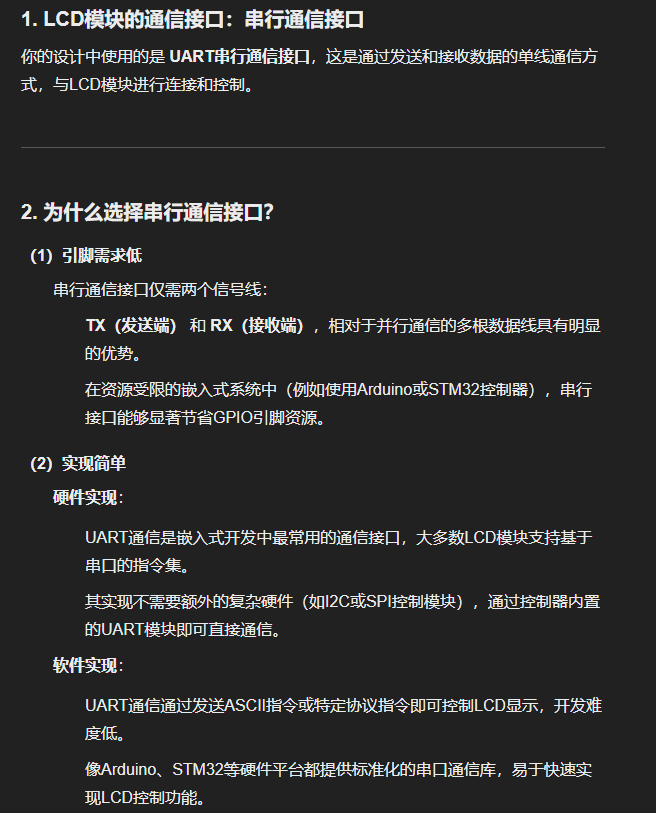 1. LCD模块的通信接口：串行通信接口
你的设计中使用的是 UART串行通信接口，这是通过发送和接收数据的单线通信方
式，与LCD模块进行连接和控制。
2. 为什么选择串行通信接口？
（1）引脚需求低
串行通信接口仅需两个信号线：
TX（发送端） 和 RX（接收端），相对于并行通信的多根数据线具有明显
的优势。
在资源受限的嵌入式系统中（例如使用Arduino或STM32控制器），串行
接口能够显著节省GPIO引脚资源。
（2）实现简单
硬件实现：
UART通信是嵌入式开发中最常用的通信接口，大多数LCD模块支持基于
串口的指令集。
其实现不需要额外的复杂硬件（如I2C或SPI控制模块），通过控制器内置
的UART模块即可直接通信。
软件实现：
UART通信通过发送ASCII指令或特定协议指令即可控制LCD显示，开发难
度低。
像Arduino、STM32等硬件平台都提供标准化的串口通信库，易于快速实
现LCD控制功能。